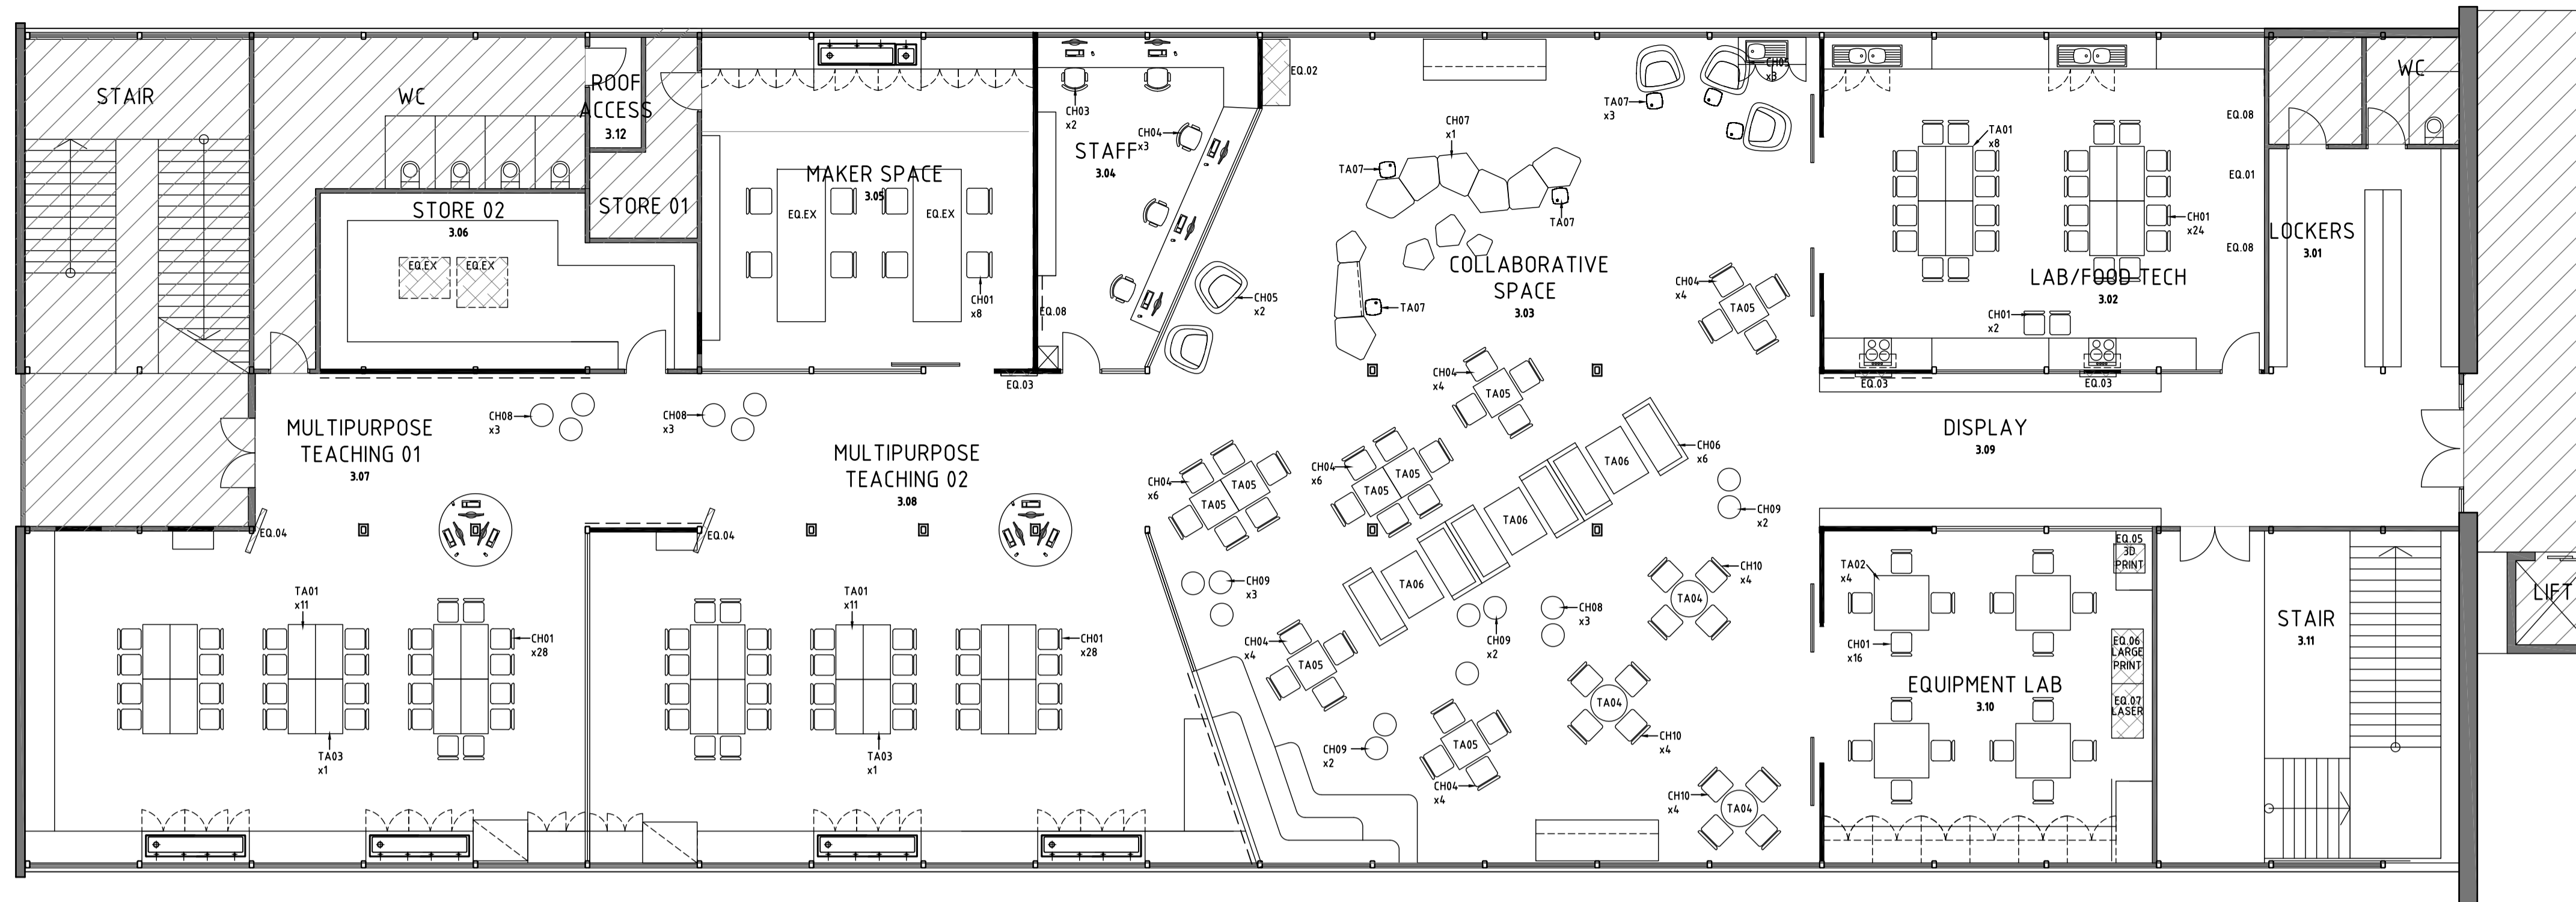 STAIR
WC
ROOF
ACCESS
3.12
STORE 01
STORE 02
3.06
EQ.EX
EQ.EX
MAKER SPACE
3.05
EQ.EX
EQ.EX
CH01
x8
CH03
x2
CH04
x3
STAFF
3.04
EQ.08
EQ.03
EQ.02
CH05
x2
CH07
x1
TA07
TA07
TA07
x3
CH05
x3
TA07
COLLABORATIVE
SPACE
3.03
CH04
x4
TA05
CH04
x4
TA05
TA01
x8
EQ.08
EQ.01
EQ.08
CH01
x24
LAB/FOOD TECH
3.02
CH01
x2
EQ.03
EQ.03
WC
LOCKERS
3.01
MULTIPURPOSE
TEACHING 01
3.07
CH08
x3
CH08
x3
MULTIPURPOSE
TEACHING 02
3.08
EQ.04
EQ.04
CH04
x6
TA05
TA05
CH04
x6
TA05
TA05
CH06
x6
TA06
TA06
TA06
CH09
x2
DISPLAY
3.09
CH09
x3
CH09
x2
CH08
x3
CH10
x4
TA04
CH04
x4
TA05
TA04
CH10
x4
CH09
x2
TA05
CH04
x4
CH10
x4
TA04
TA01
x11
CH01
x28
TA03
x1
TA01
x11
CH01
x28
TA03
x1
TA02
x4
CH01
x16
EQ.05
3D
PRINT
EQ.06
LARGE
PRINT
EQ.07
LASER
EQUIPMENT LAB
3.10
STAIR
3.11
LIFT